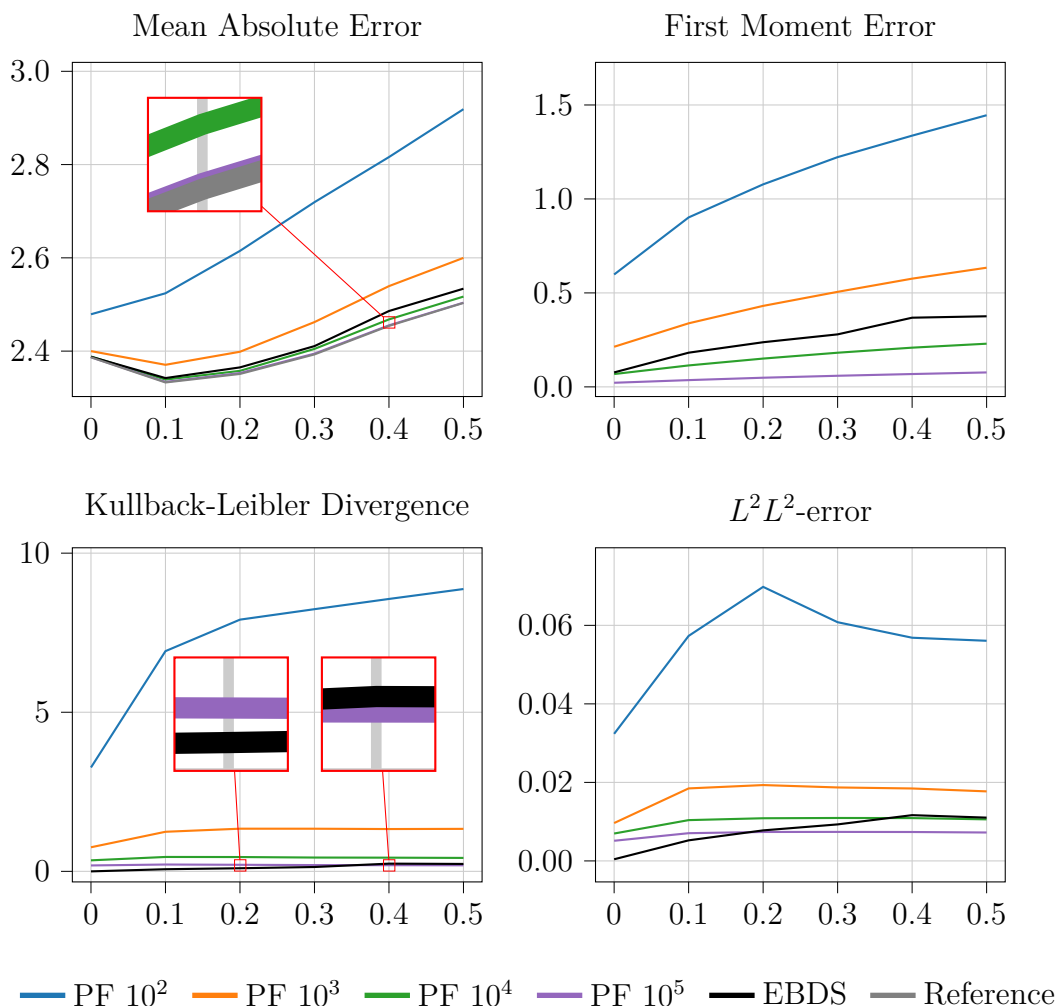 Mean Absolute Error
3.0
2.8
2.6
2.4
0 0.1 0.2 0.3 0.4 0.5
First Moment Error
1.5
1.0
0.5
0.0
0 0.1 0.2 0.3 0.4 0.5
Kullback-Leibler Divergence
10
5
0
0 0.1 0.2 0.3 0.4 0.5
L²L²-error
0.06
0.04
0.02
0.00
0 0.1 0.2 0.3 0.4 0.5
PF 10² PF 10³ PF 10⁴ PF 10⁵ EBDS Reference